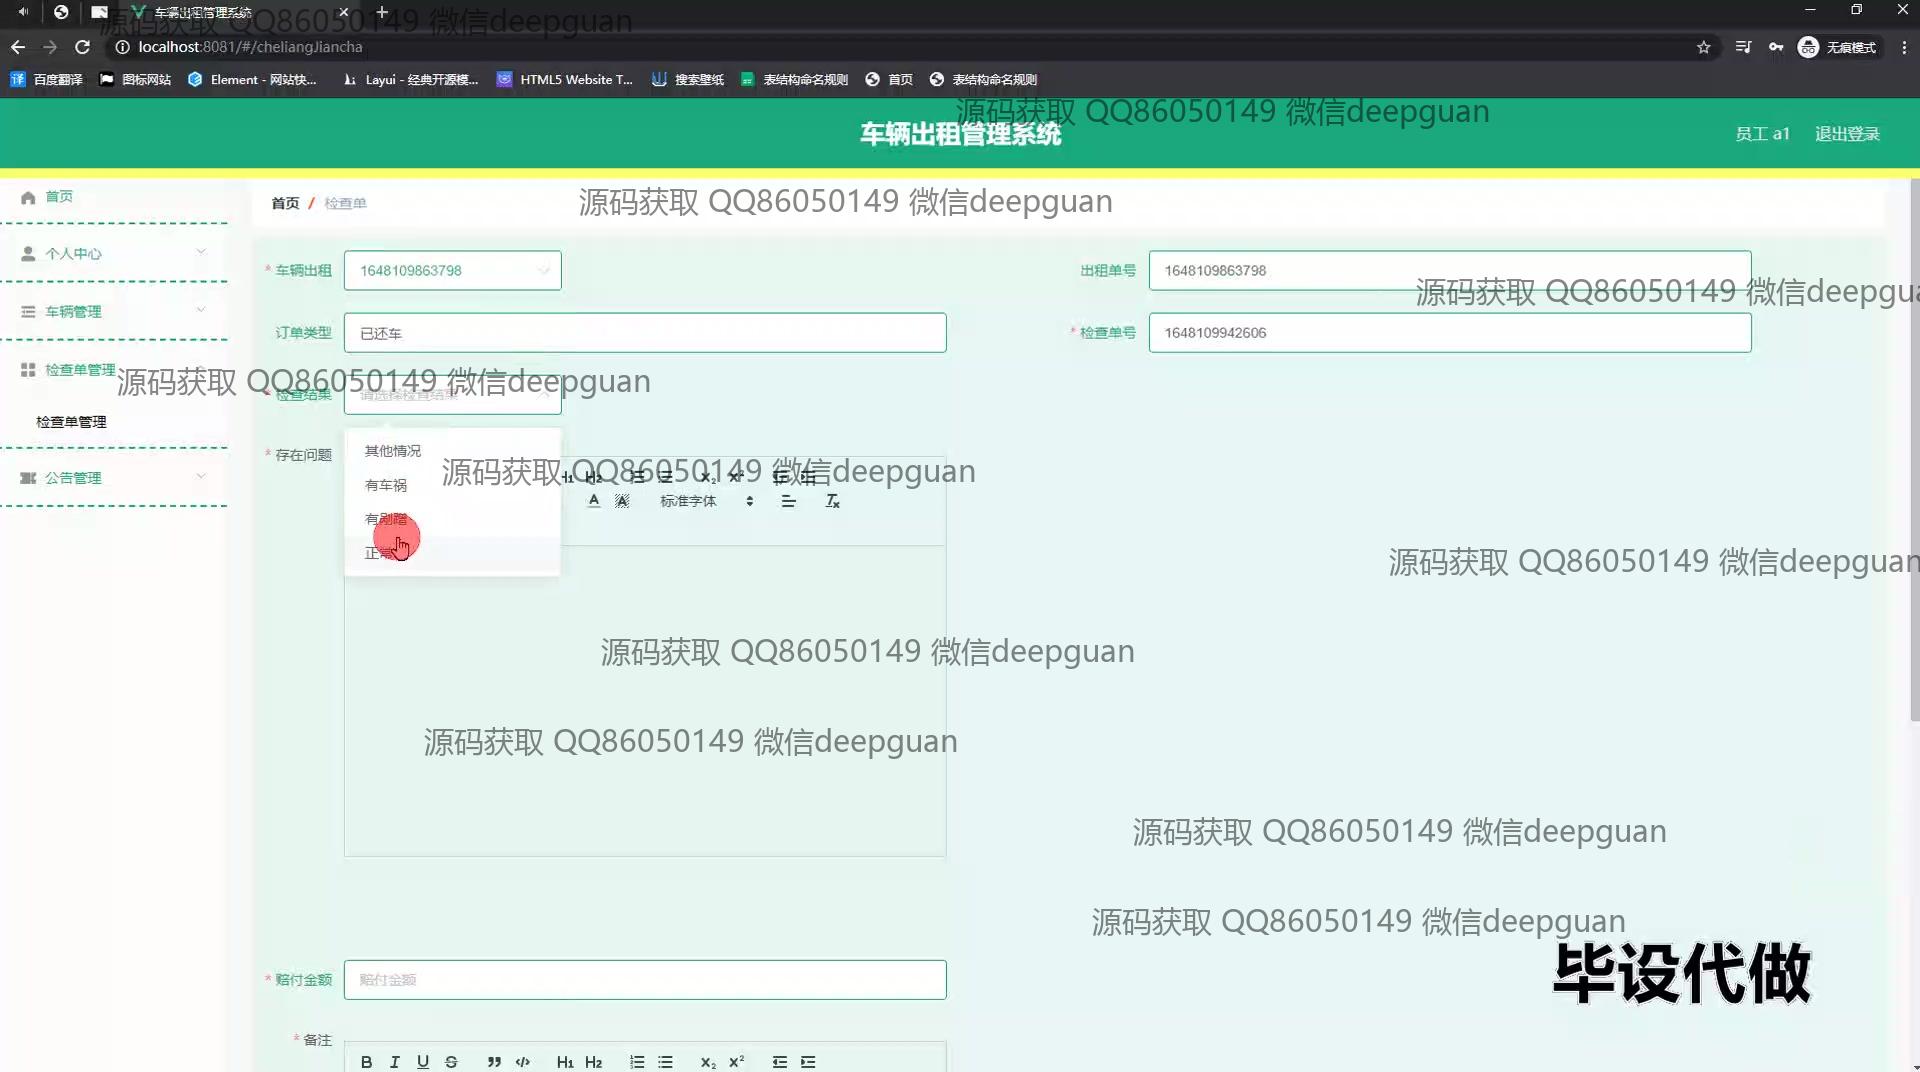 车辆出租管理系统
源码获取 QQ86050149 微信deepguan
localhost:8081/#/cheliangJiancha
无痕模式
百度翻译
图标网站
Element - 网站快...
Layui - 经典开源模...
HTML5 Website T...
搜索壁纸
表结构命名规则
首页
表结构命名规则
源码获取 QQ86050149 微信deepguan
车辆出租管理系统
员工 a1
退出登录
首页
首页 / 检查单
源码获取 QQ86050149 微信deepguan
个人中心
* 车辆出租
1648109863798
出租单号
1648109863798
源码获取 QQ86050149 微信deepgua
车辆管理
订单类型
已还车
* 检查单号
1648109942606
检查单管理
源码获取 QQ86050149 微信deepguan
* 检查结果
请选择检查结果
检查单管理
* 存在问题
其他情况
源码获取 QQ86050149 微信deepguan
公告管理
有车祸
H1 H2
标准字体
有剐蹭
正常
源码获取 QQ86050149 微信deepguan
源码获取 QQ86050149 微信deepguan
源码获取 QQ86050149 微信deepguan
源码获取 QQ86050149 微信deepguan
源码获取 QQ86050149 微信deepguan
毕设代做
* 赔付金额
赔付金额
* 备注
B I U S H1 H2 X2 X²